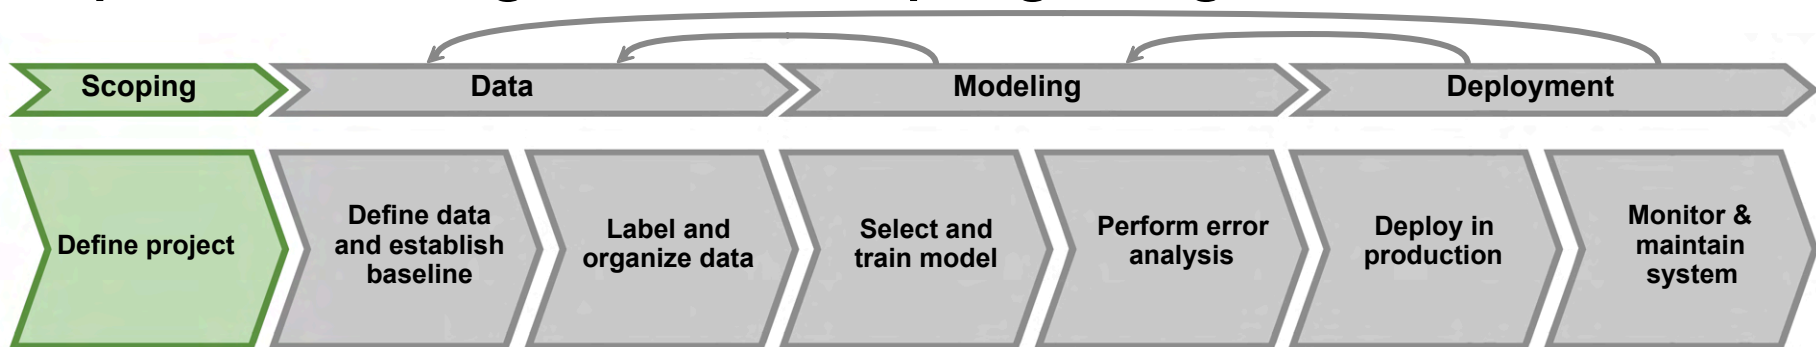 Scoping
Data
Modeling
Deployment
Define project
Define data
and establish
baseline
Label and
organize data
Select and
train model
Perform error
analysis
Deploy in
production
Monitor &
maintain
system